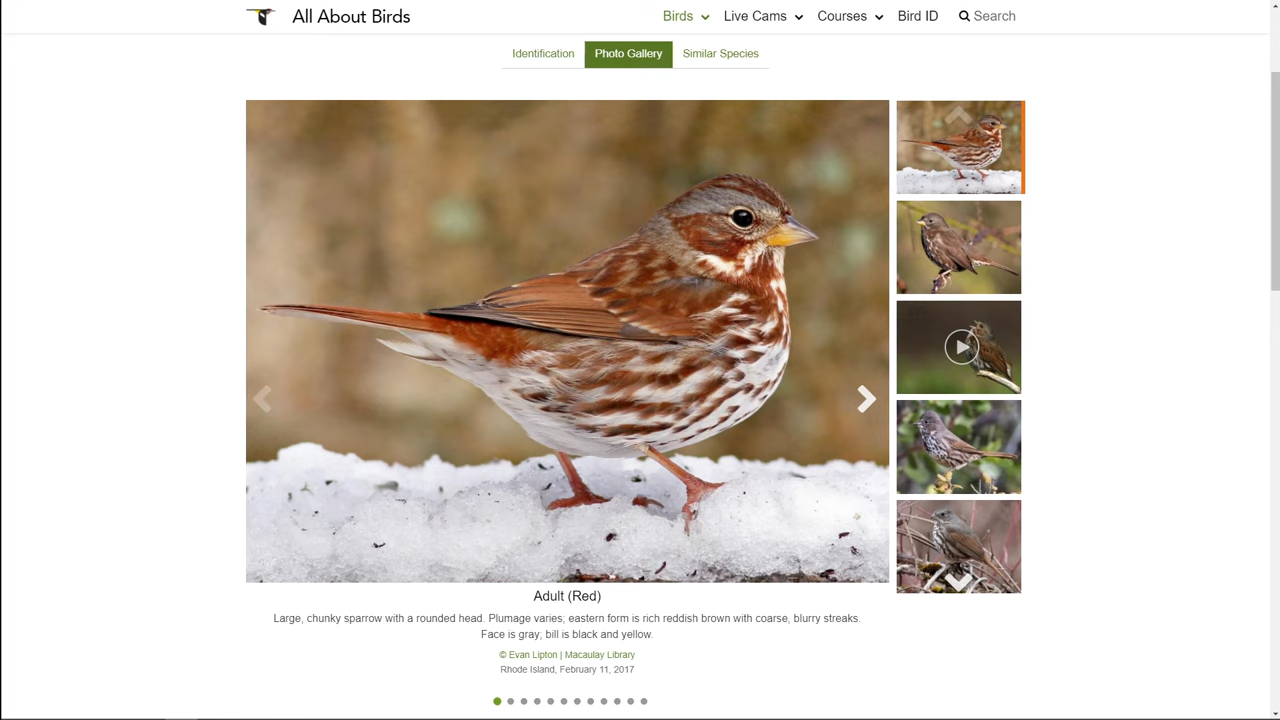 All About Birds
Birds Live Cams Courses Bird ID Search
Identification Photo Gallery Similar Species
Adult (Red)
Large, chunky sparrow with a rounded head. Plumage varies; eastern form is rich reddish brown with coarse, blurry streaks.
Face is gray; bill is black and yellow.
© Evan Lipton | Macaulay Library
Rhode Island, February 11, 2017